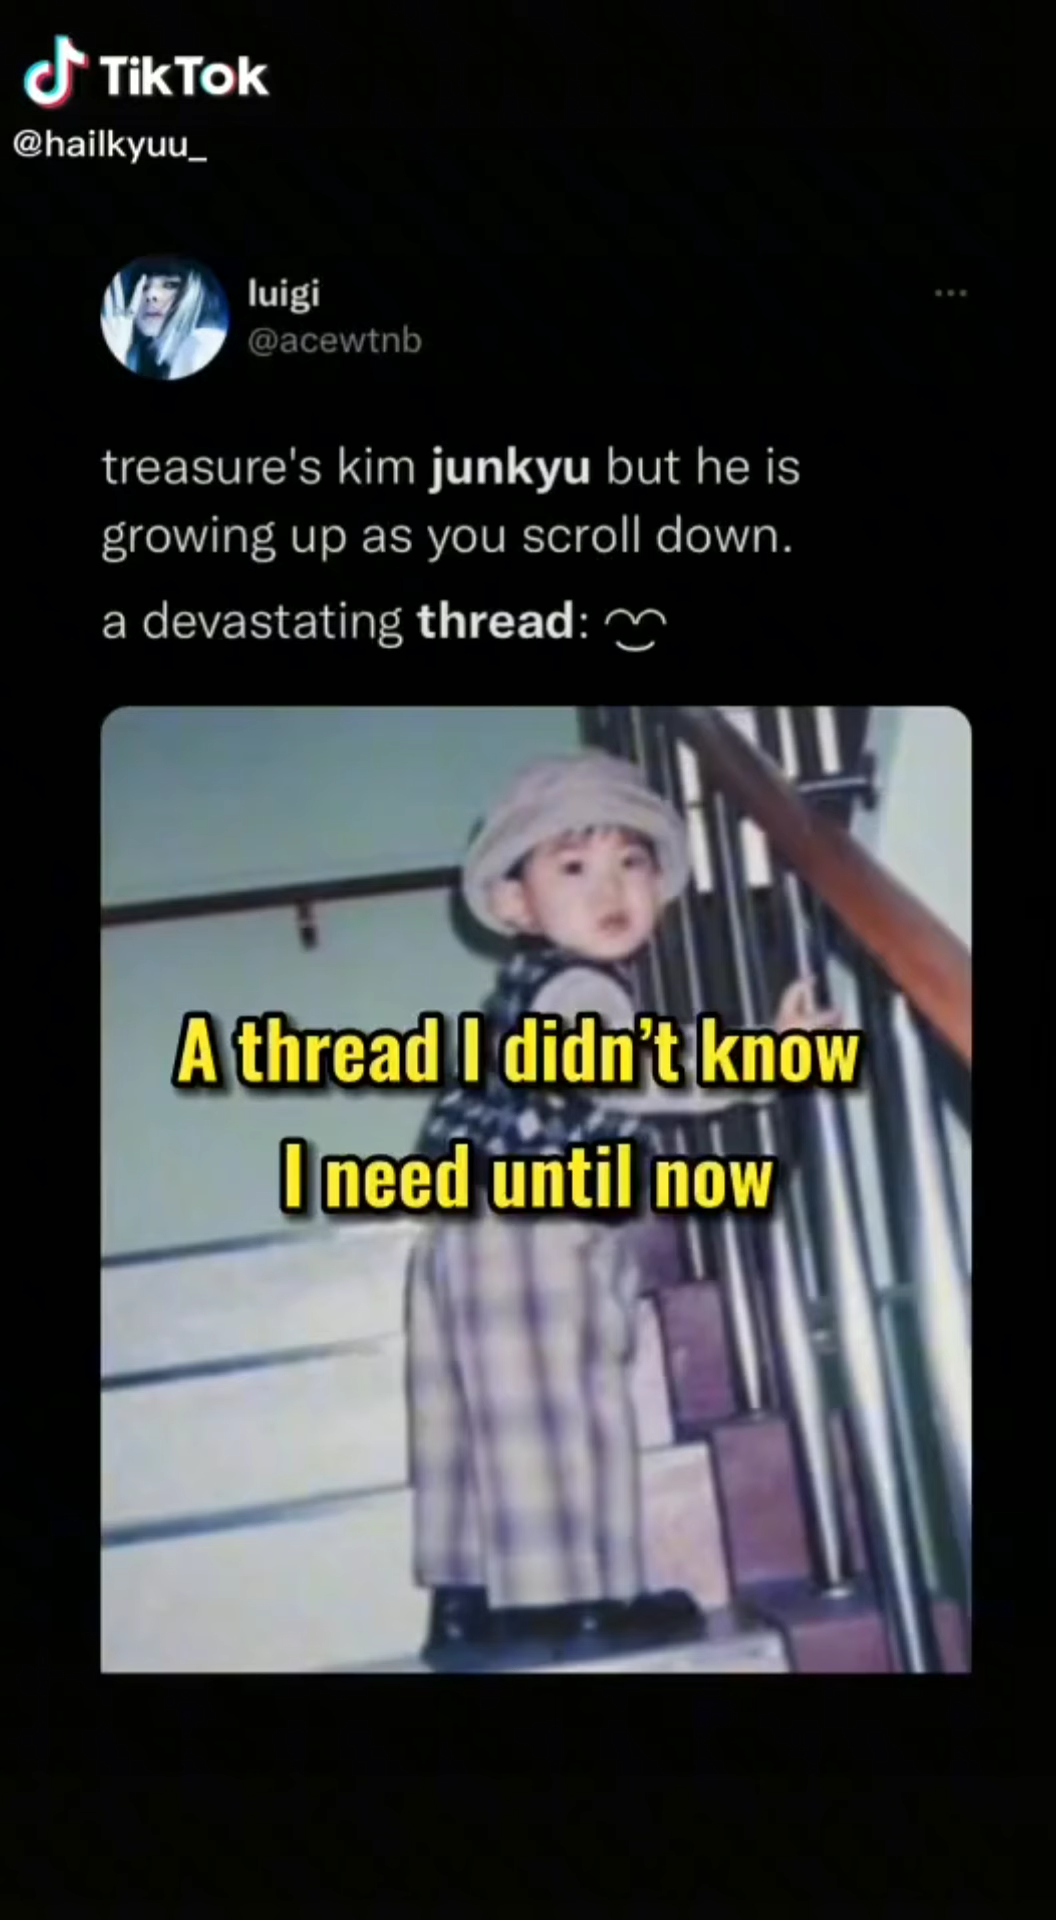 TikTok
@hailkyuu_
luigi
@acewtnb
treasure's kim junkyu but he is
growing up as you scroll down.
a devastating thread:
A thread I didn't know
I need until now